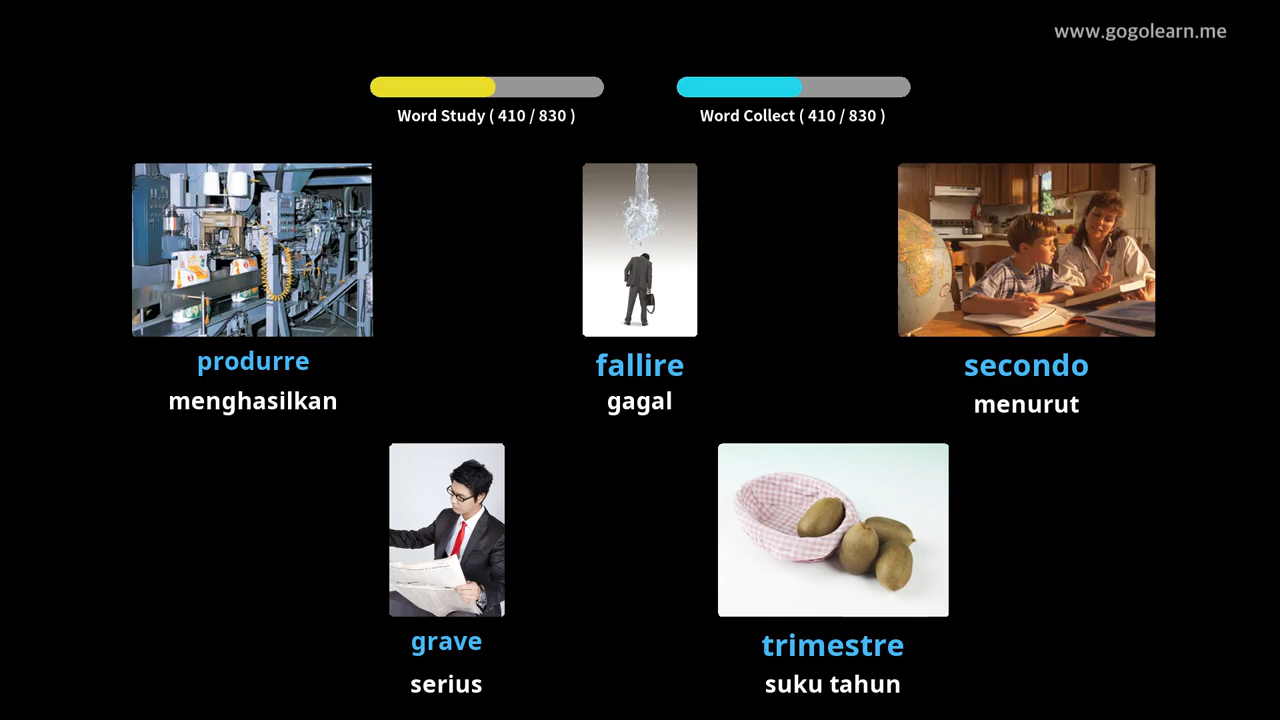 www.gogolearn.me
Word Study ( 410 / 830 )
Word Collect ( 410 / 830 )
produrre
menghasilkan
fallire
gagal
secondo
menurut
grave
serius
trimestre
suku tahun